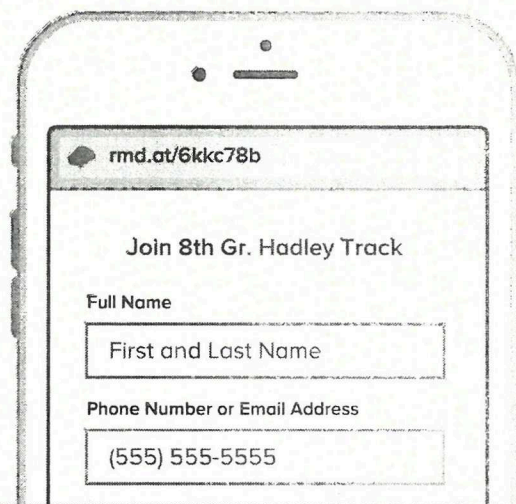 rmd.at/6kkc78b
Join 8th Gr. Hadley Track
Full Name
First and Last Name
Phone Number or Email Address
(555) 555-5555